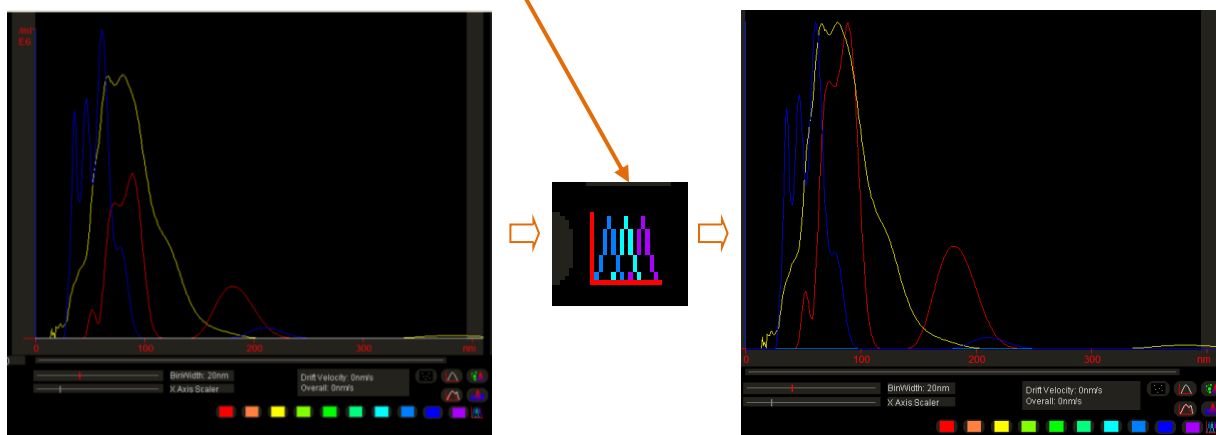 /ml
E6
0 100 200 300 nm
BinWidth: 20nm
X Axis Scaler
Drift Velocity: 0nm/s
Overall: 0nm/s
0 100 200 300 nm
BinWidth: 20nm
X Axis Scaler
Drift Velocity: 0nm/s
Overall: 0nm/s